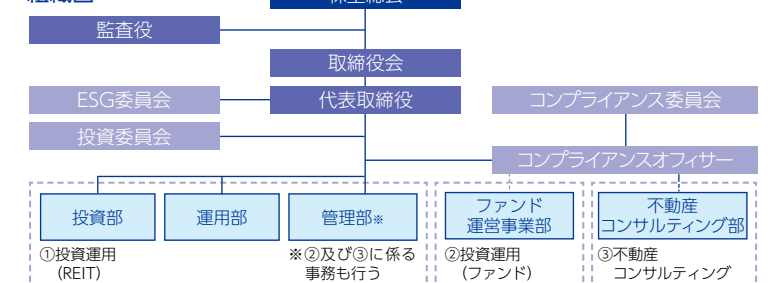 監査役
取締役会
ESG委員会
代表取締役
コンプライアンス委員会
投資委員会
コンプライアンスオフィサー
投資部
運用部
管理部※
ファンド
運営事業部
不動産
コンサルティング部
①投資運用
(REIT)
※②及び③に係る
事務も行う
②投資運用
(ファンド)
③不動産
コンサルティング